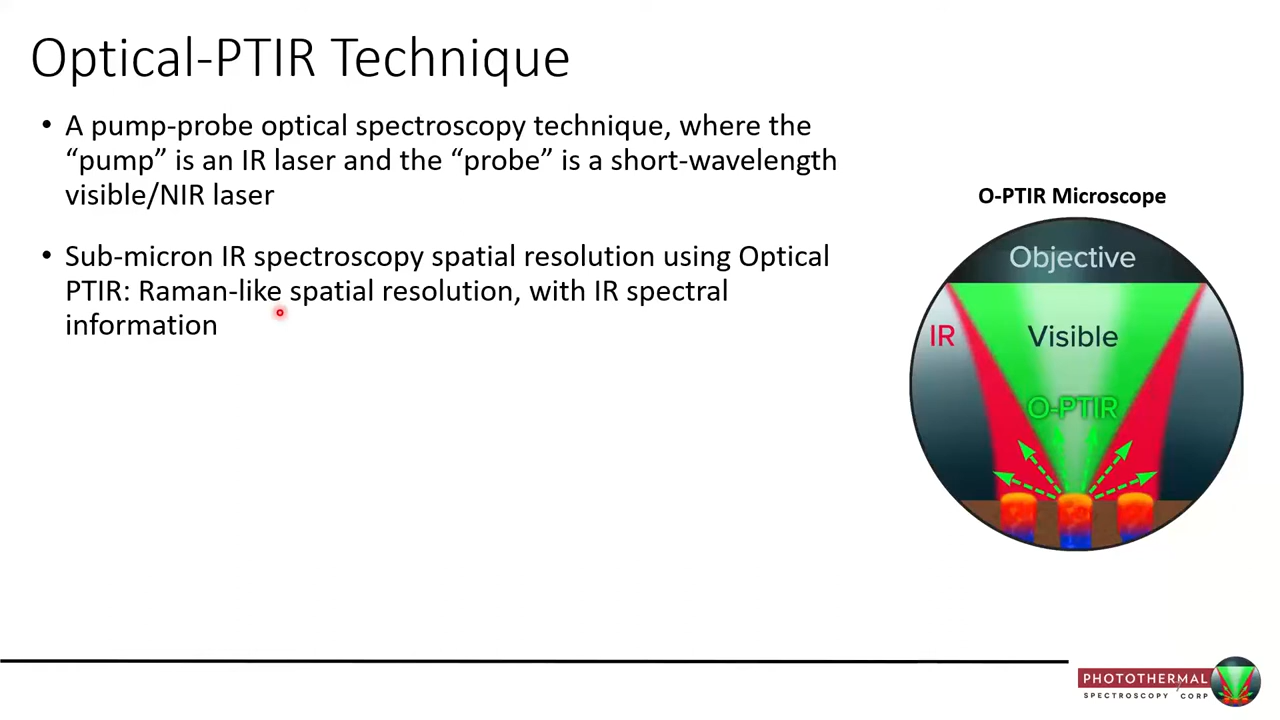 Optical-PTIR Technique
• A pump-probe optical spectroscopy technique, where the
“pump” is an IR laser and the “probe” is a short-wavelength
visible/NIR laser
• Sub-micron IR spectroscopy spatial resolution using Optical
PTIR: Raman-like spatial resolution, with IR spectral
information
O-PTIR Microscope
Objective
IR
Visible
O-PTIR
PHOTOTHERMAL
SPECTROSCOPY CORP